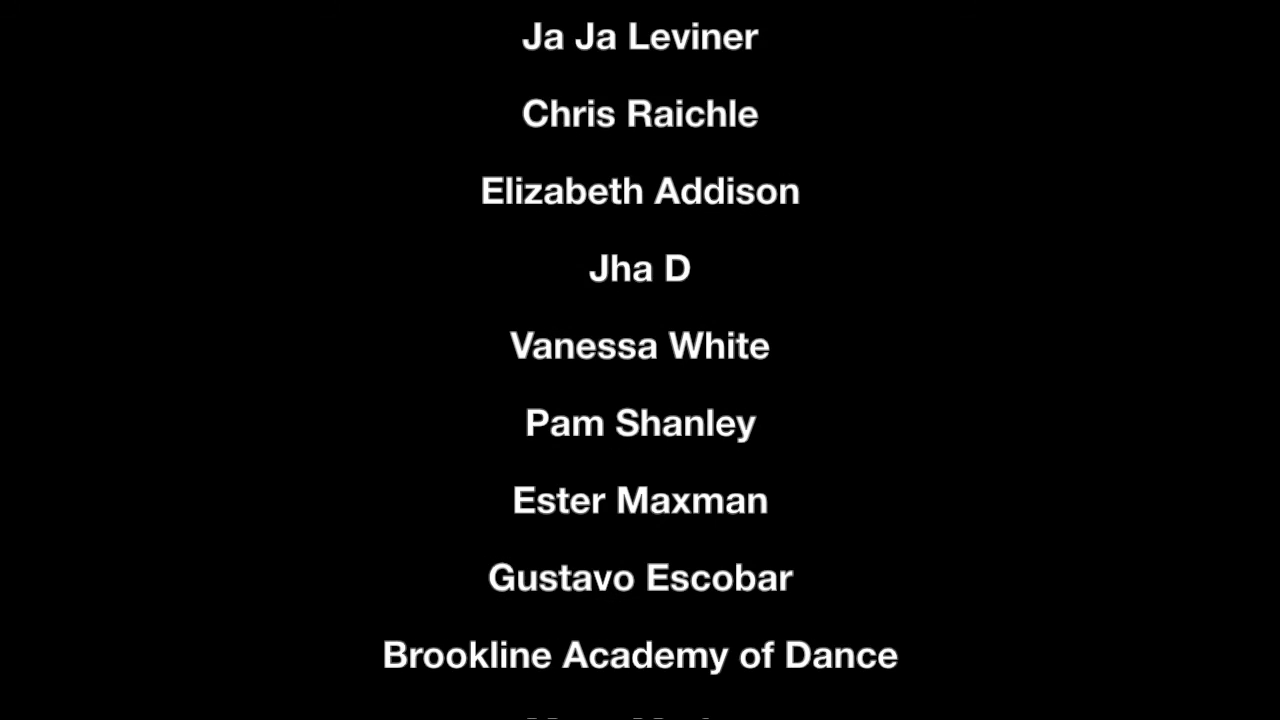 Ja Ja Leviner
Chris Raichle
Elizabeth Addison
Jha D
Vanessa White
Pam Shanley
Ester Maxman
Gustavo Escobar
Brookline Academy of Dance